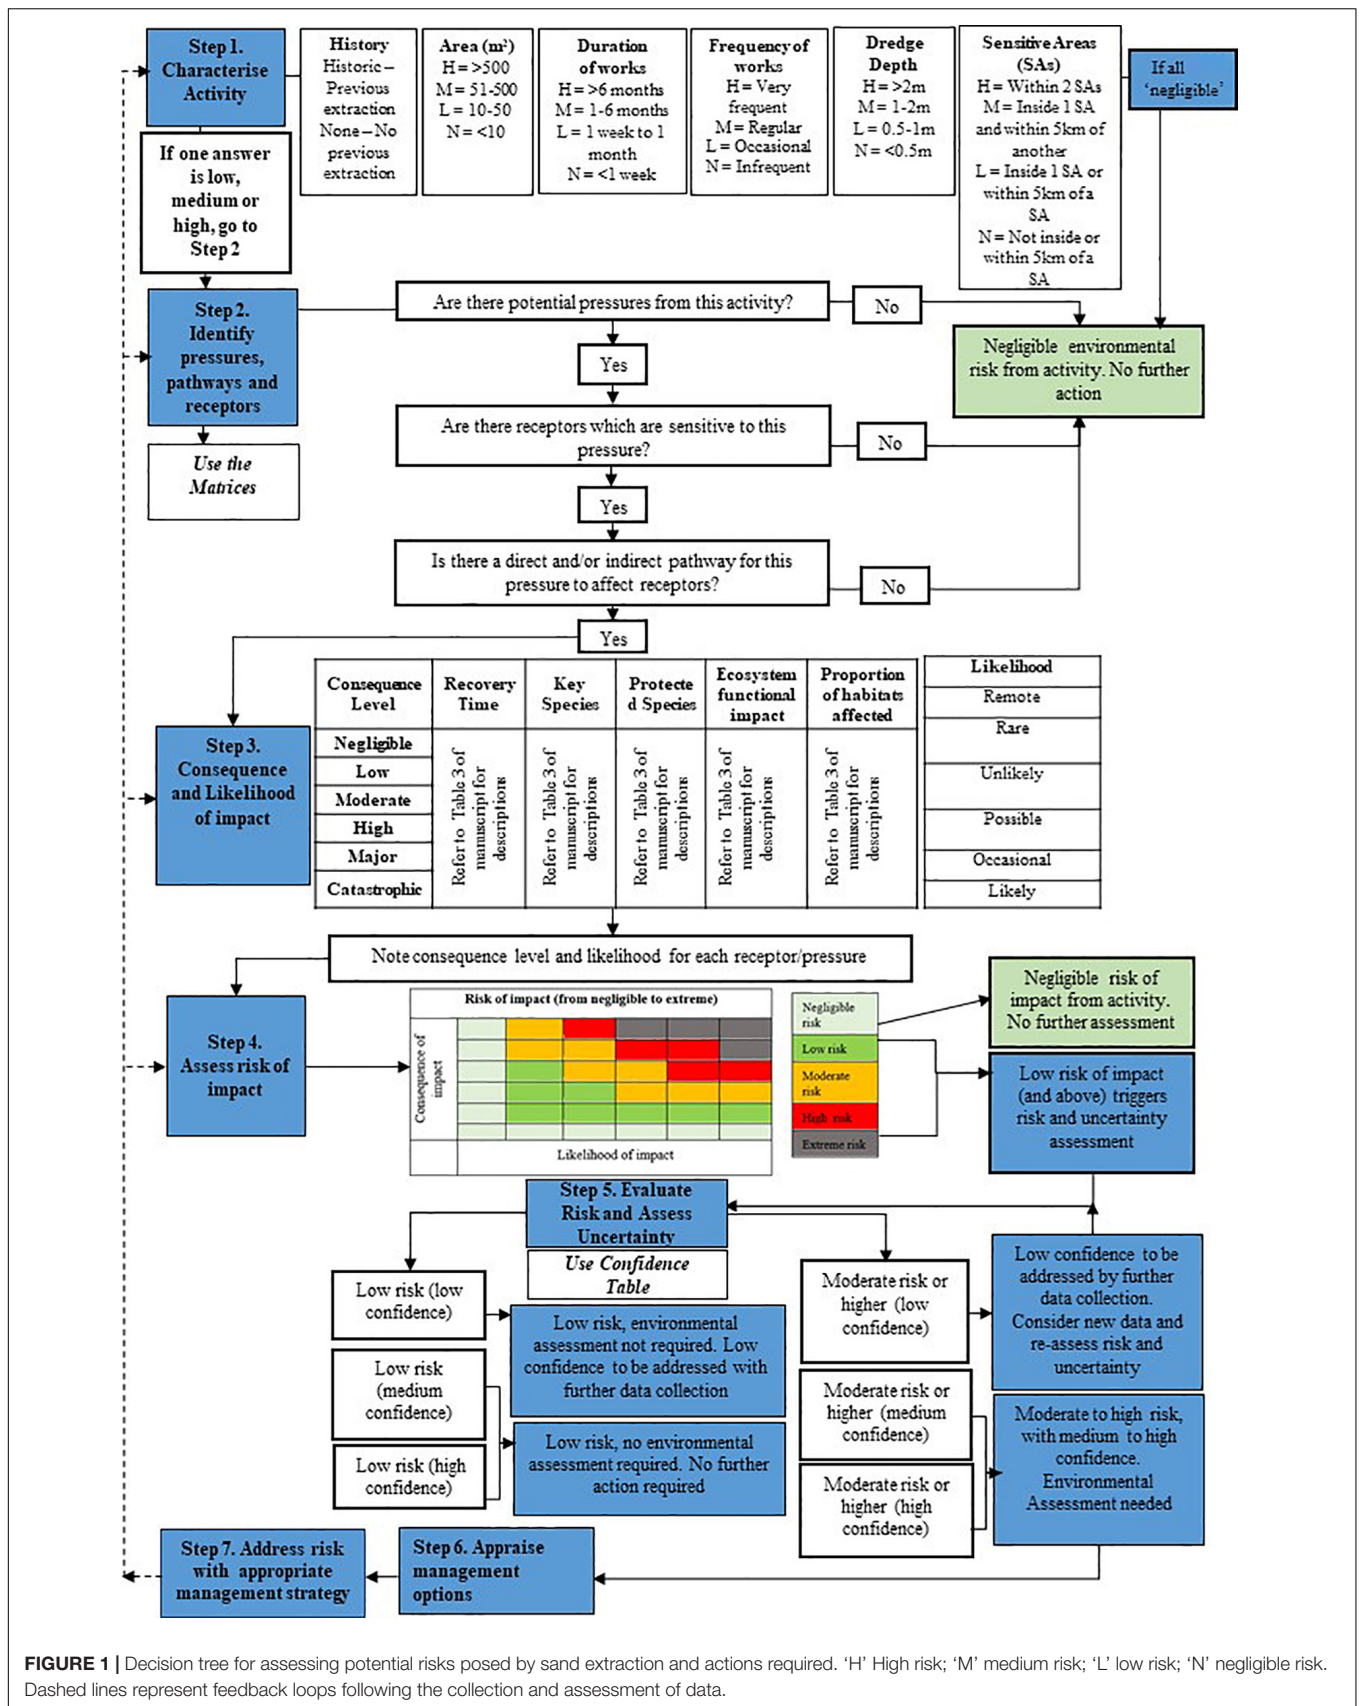 Step 1.
Characterise
Activity
History
Historic –
Previous
extraction
None – No
previous
extraction
Area (m²)
H = >500
M = 51-500
L = 10-50
N = <10
Duration
of works
H = >6 months
M = 1-6 months
L = 1 week to 1
month
N = <1 week
Frequency of
works
H = Very
frequent
M = Regular
L = Occasional
N = Infrequent
Dredge
Depth
H = >2m
M = 1-2m
L = 0.5-1m
N = <0.5m
Sensitive Areas
(SAs)
H = Within 2 SAs
M = Inside 1 SA
and within 5km of
another
L = Inside 1 SA or
within 5km of a
SA
N = Not inside or
within 5km of a
SA
If all
‘negligible’
If one answer
is low,
medium or
high, go to
Step 2
Step 2.
Identify
pressures,
pathways and
receptors
Use the
Matrices
Are there potential pressures from this activity?
No
Yes
Negligible environmental
risk from activity. No further
action
Are there receptors which are sensitive to this
pressure?
No
Yes
Is there a direct and/or indirect pathway for this
pressure to affect receptors?
No
Yes
Step 3.
Consequence
and Likelihood
of impact
Consequence
Level
Negligible
Low
Moderate
High
Major
Catastrophic
Recovery
Time
Refer to Table 3 of
manuscript for
descriptions
Key
Species
Refer to Table 3 of
manuscript for
descriptions
Protecte
d Species
Refer to Table 3 of
manuscript for
descriptions
Ecosystem
functional
impact
Refer to Table 3 of
manuscript for
descriptions
Proportion
of habitats
affected
Refer to Table 3 of
manuscript for
descriptions
Likelihood
Remote
Rare
Unlikely
Possible
Occasional
Likely
Note consequence level and likelihood for each receptor/pressure
Step 4.
Assess risk of
impact
Risk of impact (from negligible to extreme)
Consequence of
impact
Likelihood of impact
Negligible
risk
Low risk
Moderate
risk
High risk
Extreme risk
Negligible risk of
impact from activity.
No further assessment
Low risk of impact
(and above) triggers
risk and uncertainty
assessment
Step 5. Evaluate
Risk and Assess
Uncertainty
Use Confidence
Table
Low risk (low
confidence)
Low risk
(medium
confidence)
Low risk (high
confidence)
Low risk, environmental
assessment not required. Low
confidence to be addressed with
further data collection
Low risk, no environmental
assessment required. No further
action required
Moderate risk or
higher (low
confidence)
Moderate risk or
higher (medium
confidence)
Moderate risk or
higher (high
confidence)
Low confidence to be
addressed by further
data collection.
Consider new data and
re-assess risk and
uncertainty
Moderate to high risk,
with medium to high
confidence.
Environmental
Assessment needed
Step 7. Address risk
with appropriate
management strategy
Step 6. Appraise
management
options
FIGURE 1 | Decision tree for assessing potential risks posed by sand extraction and actions required. ‘H’ High risk; ‘M’ medium risk; ‘L’ low risk; ‘N’ negligible risk.
Dashed lines represent feedback loops following the collection and assessment of data.